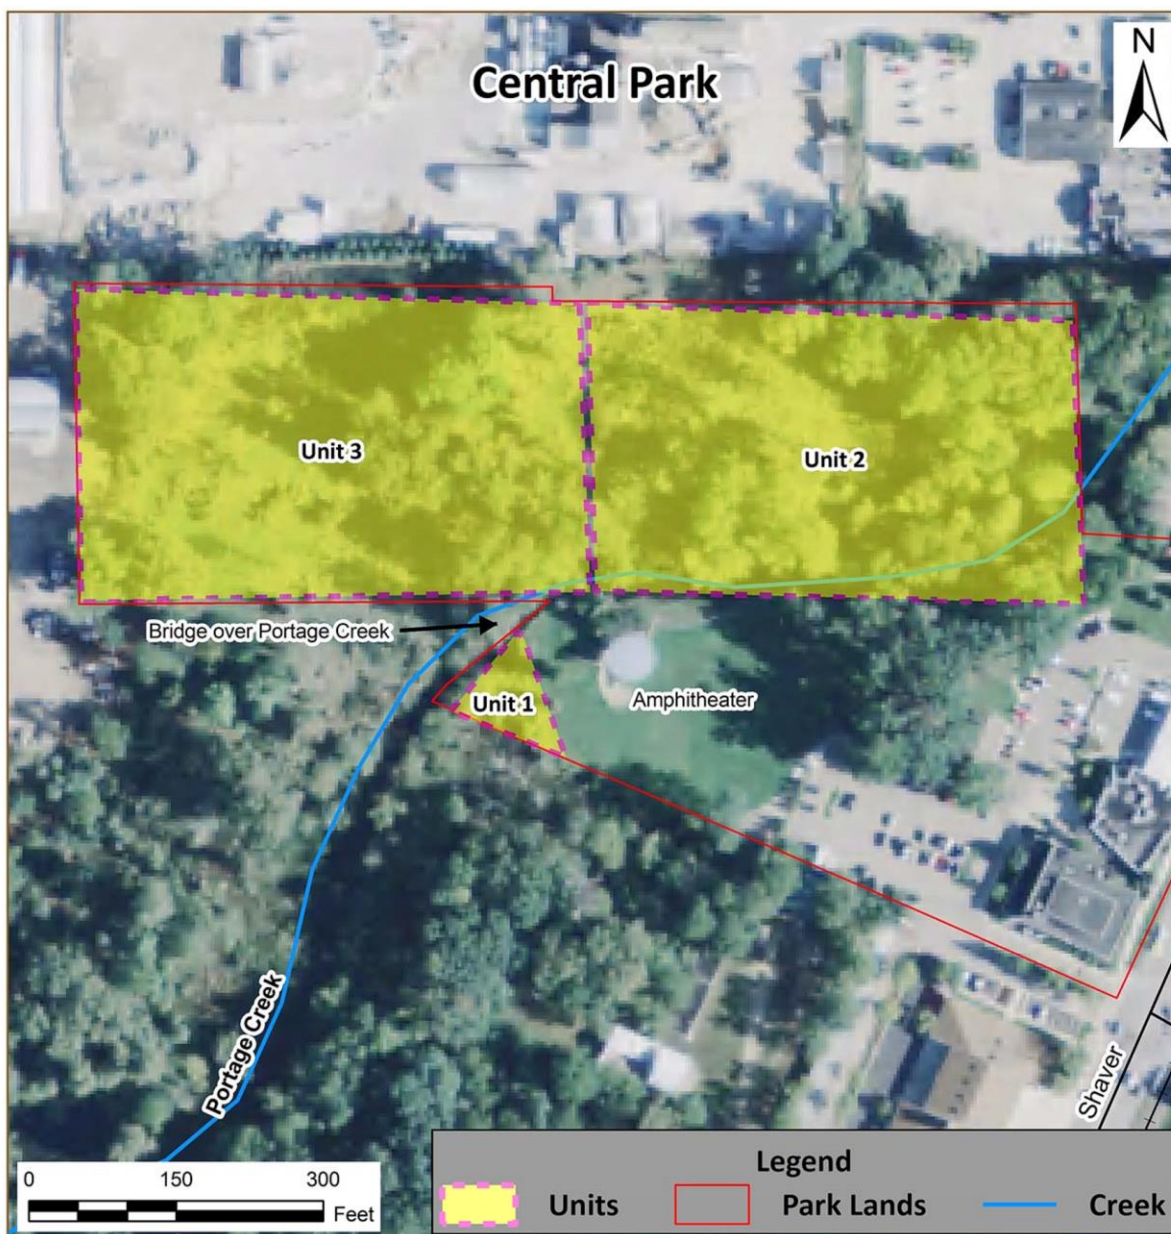 Central Park
N
Unit 3
Unit 2
Bridge over Portage Creek
Unit 1
Amphitheater
Portage Creek
Shaver
0 150 300
Feet
Legend
Units
Park Lands
Creek